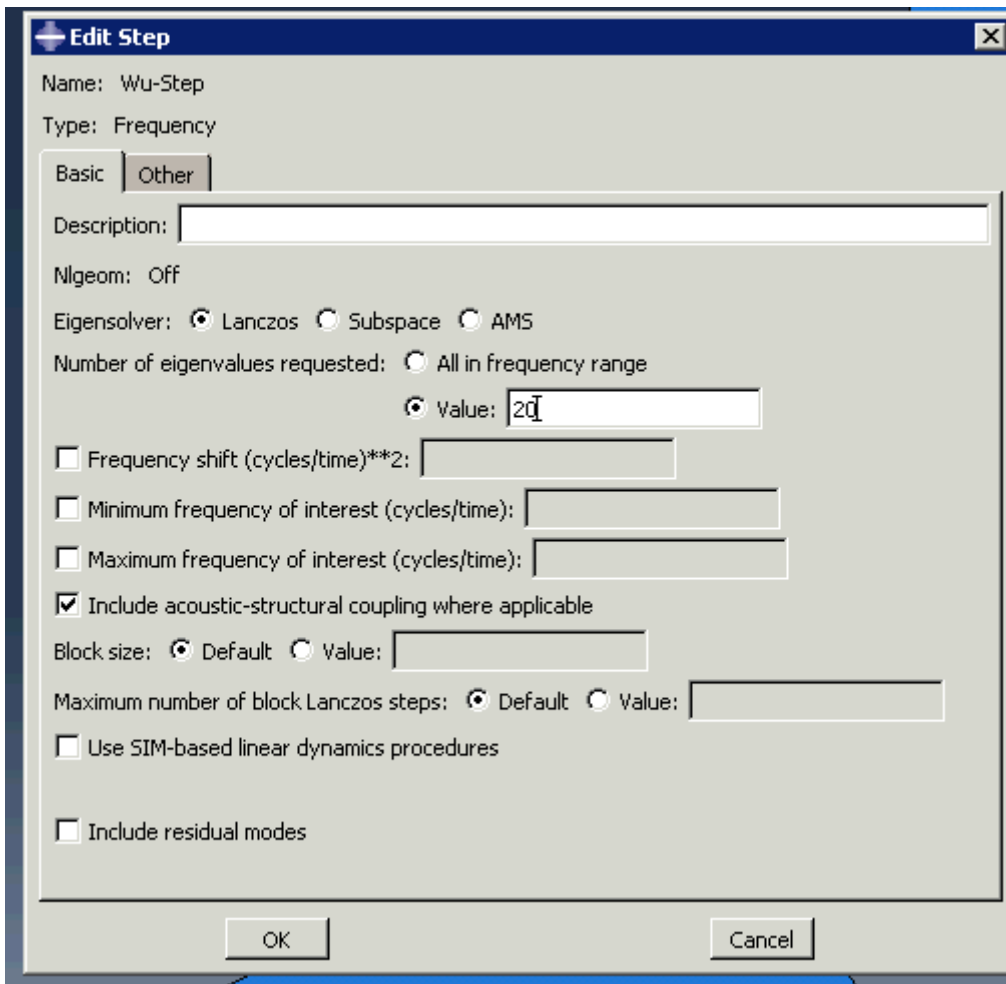 Edit Step
Name: Wu-Step
Type: Frequency
Basic Other
Description:
Nlgeom: Off
Eigensolver: Lanczos Subspace AMS
Number of eigenvalues requested: All in frequency range
Value: 20
Frequency shift (cycles/time)**2:
Minimum frequency of interest (cycles/time):
Maximum frequency of interest (cycles/time):
Include acoustic-structural coupling where applicable
Block size: Default Value:
Maximum number of block Lanczos steps: Default Value:
Use SIM-based linear dynamics procedures
Include residual modes
OK Cancel